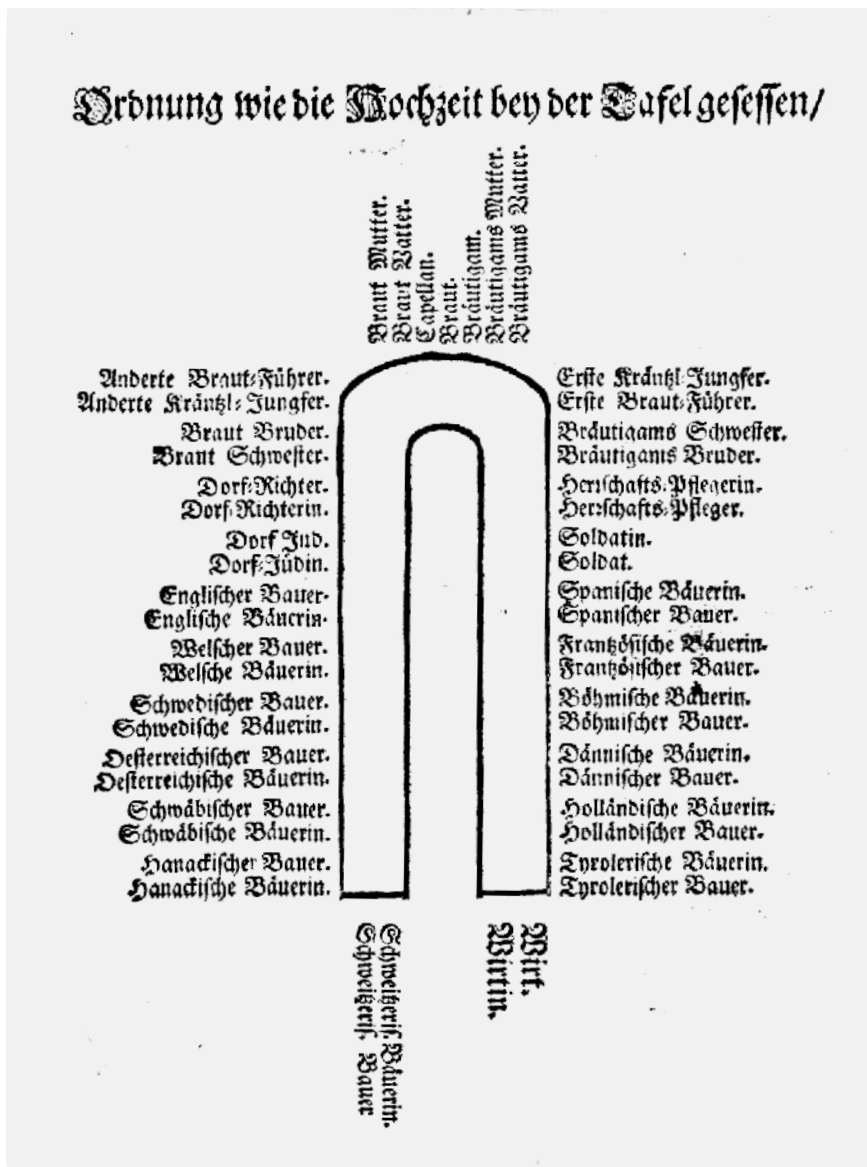 Ordnung wie die Hochzeit bey der Tafel gesessen/
Braut Mutter.
Braut Vatter.
Capellan.
Braut.
Bräutigam.
Bräutigams Mutter.
Bräutigams Vatter.
Anderte Braut-Führer.
Anderte Kräntzl-Jungfer.
Braut Bruder.
Braut Schwester.
Dorf-Richter.
Dorf-Richterin.
Dorf Jud.
Dorf-Jüdin.
Englischer Bauer.
Englische Bäuerin.
Welscher Bauer.
Welsche Bäuerin.
Schwedischer Bauer.
Schwedische Bäuerin.
Oesterreichischer Bauer.
Oesterreichische Bäuerin.
Schwäbischer Bauer.
Schwäbische Bäuerin.
Hanackischer Bauer.
Hanackische Bäuerin.
Erste Kräntzl-Jungfer.
Erste Braut-Führer.
Bräutigams Schwester.
Bräutigams Bruder.
Herrschafts-Pflegerin.
Herrschafts-Pfleger.
Soldatin.
Soldat.
Spanische Bäuerin.
Spanischer Bauer.
Frantzösische Bäuerin.
Frantzösischer Bauer.
Böhmische Bäuerin.
Böhmischer Bauer.
Dännische Bäuerin.
Dännischer Bauer.
Holländische Bäuerin.
Holländischer Bauer.
Tyrolerische Bäuerin.
Tyrolerischer Bauer.
Schweitzeris. Bäuerin.
Schweitzeris. Bauer
Wirt.
Wirtin.